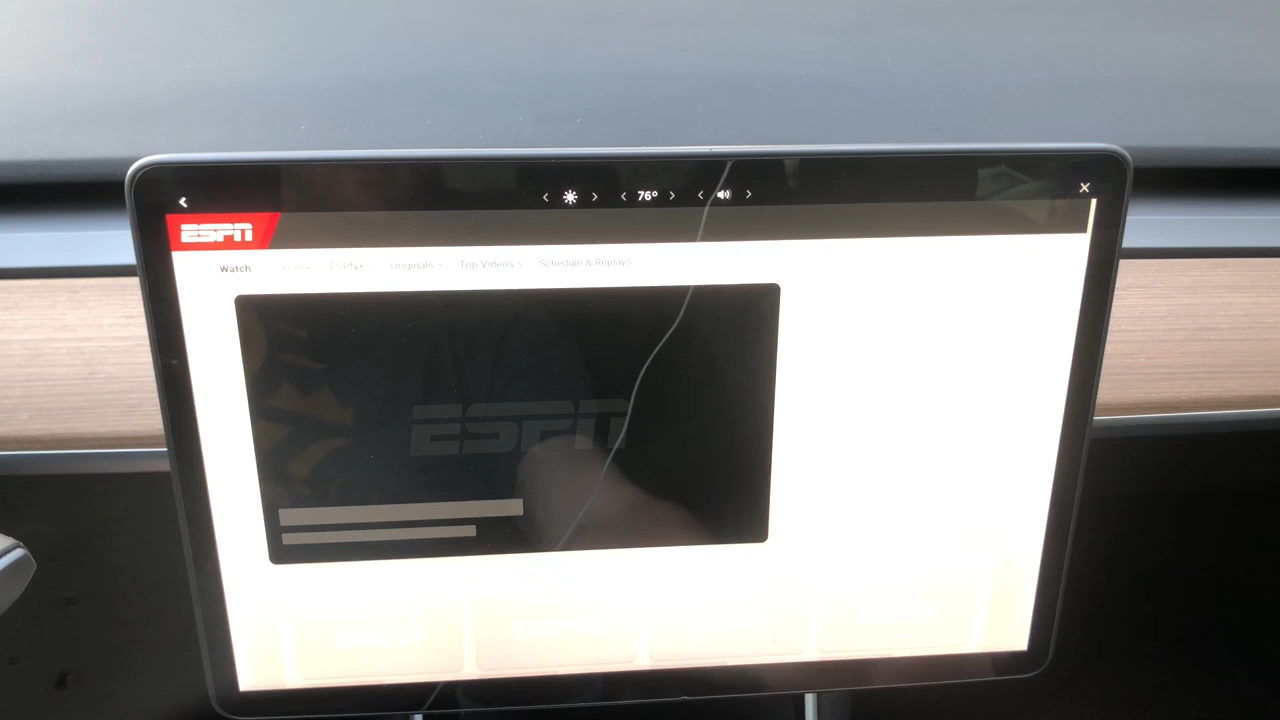 76°
ESPN
Watch Home ESPN+ Originals Top Videos Schedule & Replays
ESPN